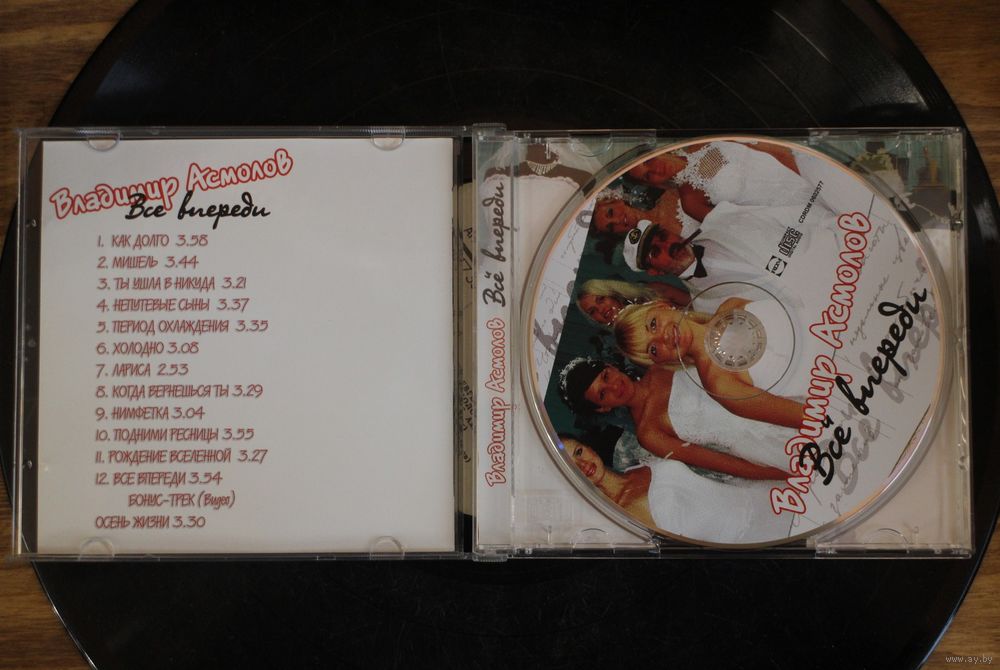 Владимир Асмолов
Всё впереди
1. КАК ДОЛГО 3.58
2. МИШЕЛЬ 3.44
3. ТЫ УШЛА В НИКУДА 3.21
4. НЕПУТЕВЫЕ СЫНЫ 3.37
5. ПЕРИОД ОХЛАЖДЕНИЯ 3.35
6. ХОЛОДНО 3.08
7. ЛАРИСА 2.53
8. КОГДА ВЕРНЕШЬСЯ ТЫ 3.29
9. НИМФЕТКА 3.04
10. ПОДНИМИ РЕСНИЦЫ 3.55
11. РОЖДЕНИЕ ВСЕЛЕННОЙ 3.27
12. ВСЕ ВПЕРЕДИ 3.54
БОНУС-ТРЕК (Видео)
ОСЕНЬ ЖИЗНИ 3.30
Владимир Асмолов Всё впереди
Владимир Асмолов
Всё впереди
disc
www.ay.by